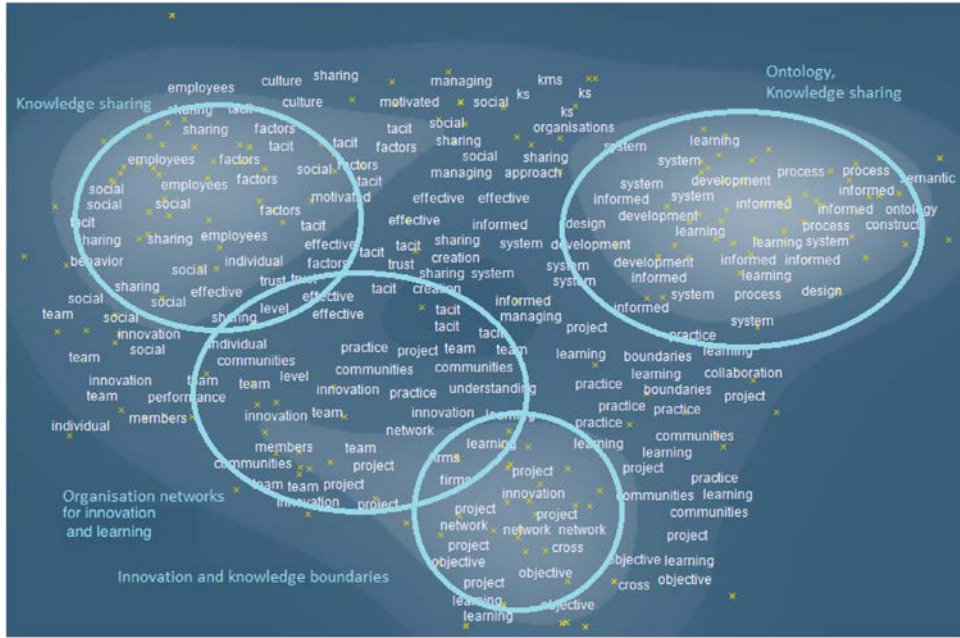 employees culture sharing managing kms Ontology,
Knowledge sharing culture motivated social ks ks Knowledge sharing
sharing tacit ks
sharing factors tacit social organisations
tacit tacit factors sharing system learning
employees factors social sharing system process process
social employees factors social factors tacit managing approach system development informed semantic
social social motivated effective effective informed system informed informed ontology
tacit factors tacit effective informed design development process construct
sharing sharing employees effective tacit sharing system development learning learning system
behavior individual factors tacit trust creation system development informed informed
social trust trust sharing system system informed learning
sharing effective tacit creation system process design
social social level effective informed informed
team social sharing effective tacit managing system
innovation individual tacit tacit project practice
social practice project team team learning boundaries learning
team communities communities communities learning collaboration
innovation team team level innovation practice understanding practice boundaries project
team performance practice practice
members innovation team innovation learning practice
individual network communities
members team learning learning learning
communities firms project
project firms project practice
team team project innovation communities learning
Organisation networks innovation project project project communities
for innovation network network network
and learning project cross project
objective objective learning
Innovation and knowledge boundaries project objective cross objective
learning objective
learning